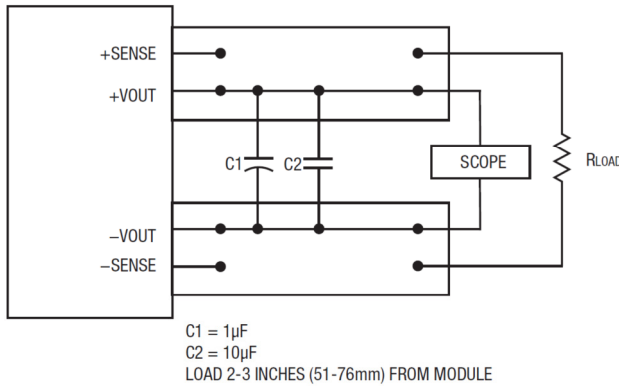 +SENSE
+VOUT
C1
C2
SCOPE
RLOAD
−VOUT
−SENSE
C1 = 1µF
C2 = 10µF
LOAD 2-3 INCHES (51-76mm) FROM MODULE